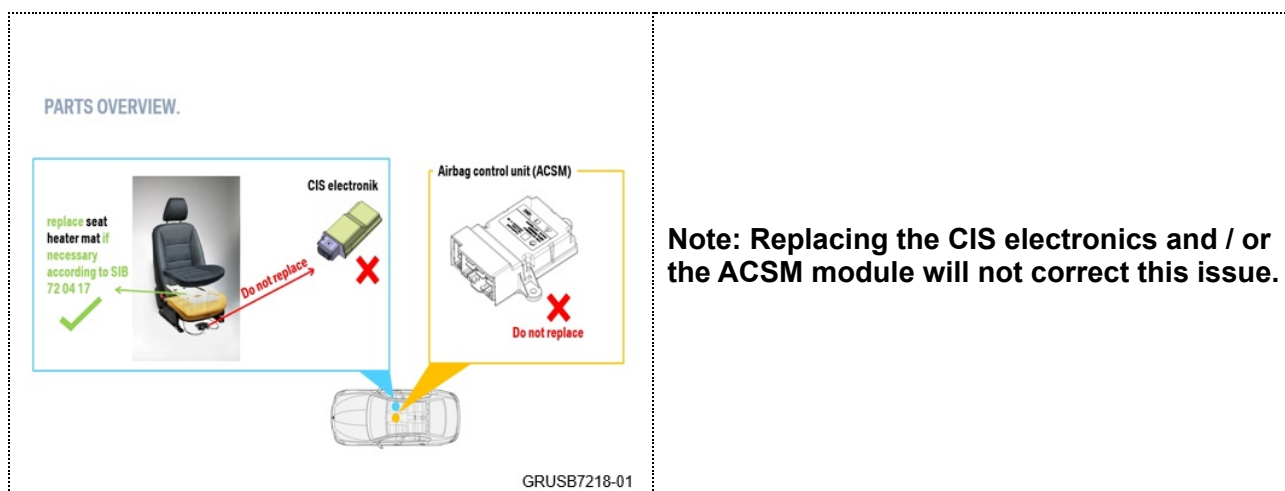 PARTS OVERVIEW.
CIS electronik
replace seat
heater mat if
necessary
according to SIB
72 04 17
Do not replace
Airbag control unit (ACSM)
Do not replace
GRUSB7218-01
Note: Replacing the CIS electronics and / or
the ACSM module will not correct this issue.